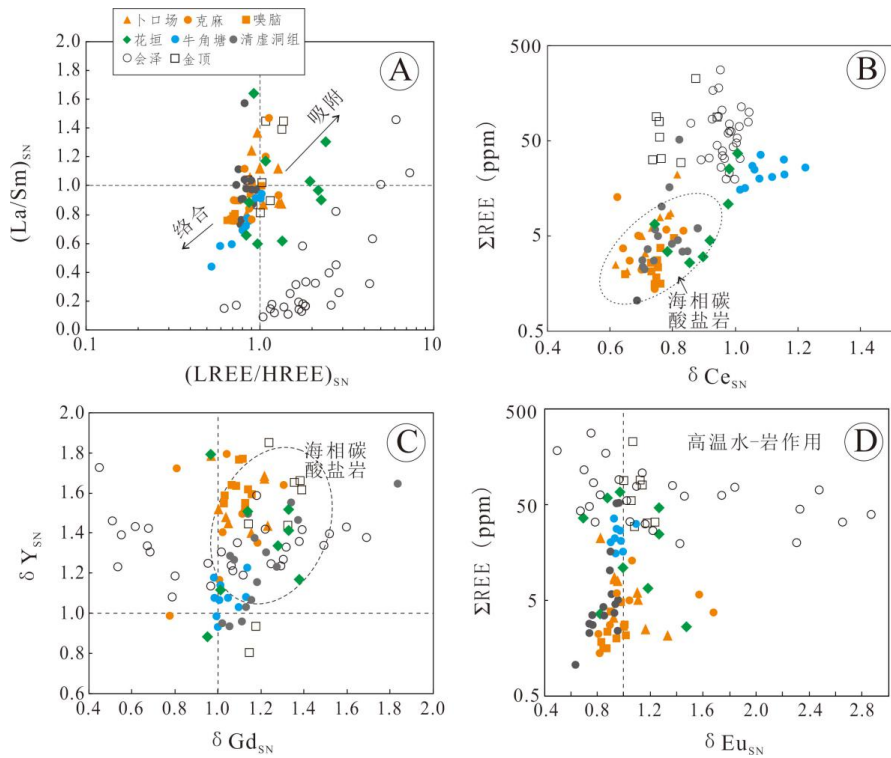 卜口场 克麻 嗅脑
花垣 牛角塘 清虚洞组
会泽 金顶
A
2.0
1.8
1.6
1.4
1.2
1.0
0.8
0.6
0.4
0.2
0.0
(La/Sm)SN
吸附
络合
0.1
1.0
10
(LREE/HREE)SN
B
500
50
5
0.5
ΣREE（ppm）
海相碳
酸盐岩
0.4
0.6
0.8
1.0
1.2
1.4
δ CeSN
C
2.0
1.8
1.6
1.4
1.2
1.0
0.8
0.6
δ YSN
海相碳
酸盐岩
0.4
0.6
0.8
1.0
1.2
1.4
1.6
1.8
2.0
δ GdSN
D
500
50
5
0.5
ΣREE（ppm）
高温水-岩作用
0.4
0.8
1.2
1.6
2.0
2.4
2.8
δ EuSN